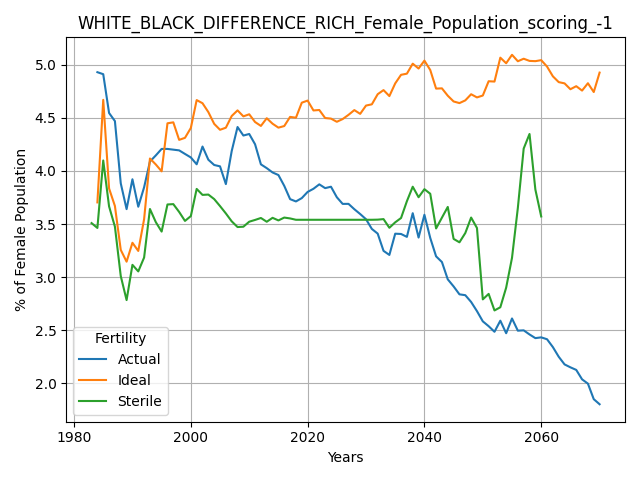 WHITE_BLACK_DIFFERENCE_RICH_Female_Population_scoring_-1
% of Female Population
5.0
4.5
4.0
3.5
3.0
2.5
2.0
Fertility
Actual
Ideal
Sterile
1980
2000
2020
2040
2060
Years